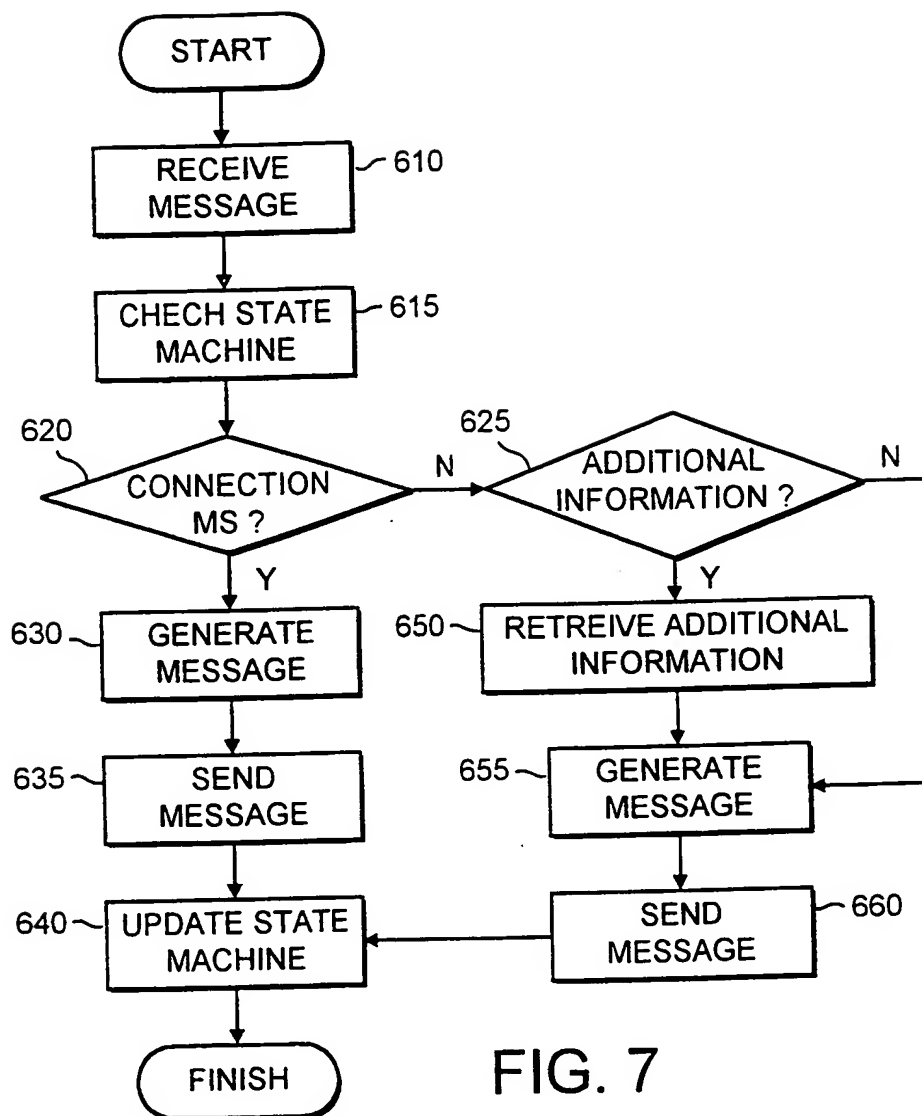 START
RECEIVE
MESSAGE
610
CHECH STATE
MACHINE
615
620
CONNECTION
MS ?
N
Y
625
ADDITIONAL
INFORMATION ?
N
Y
630
GENERATE
MESSAGE
650
RETREIVE ADDITIONAL
INFORMATION
635
SEND
MESSAGE
655
GENERATE
MESSAGE
640
UPDATE STATE
MACHINE
SEND
MESSAGE
660
FINISH
FIG. 7